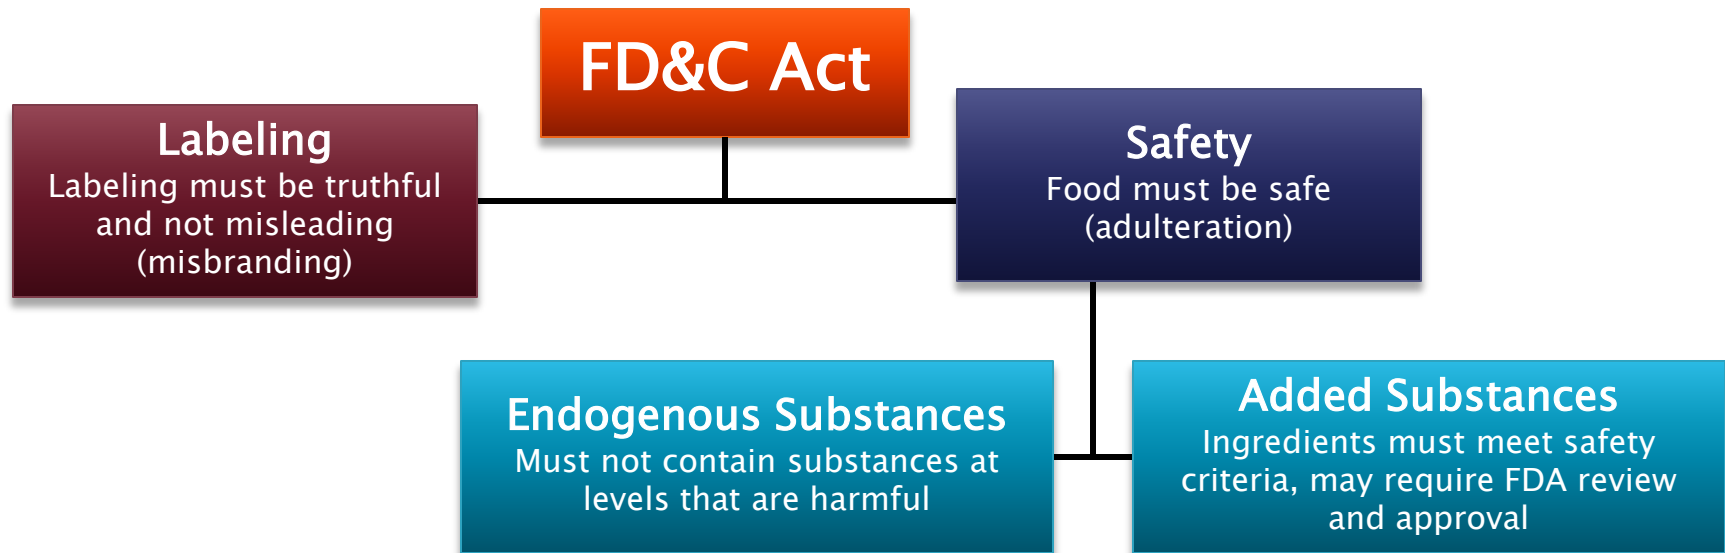 FD&C Act
Labeling
Labeling must be truthful
and not misleading
(misbranding)
Safety
Food must be safe
(adulteration)
Endogenous Substances
Must not contain substances at
levels that are harmful
Added Substances
Ingredients must meet safety
criteria, may require FDA review
and approval